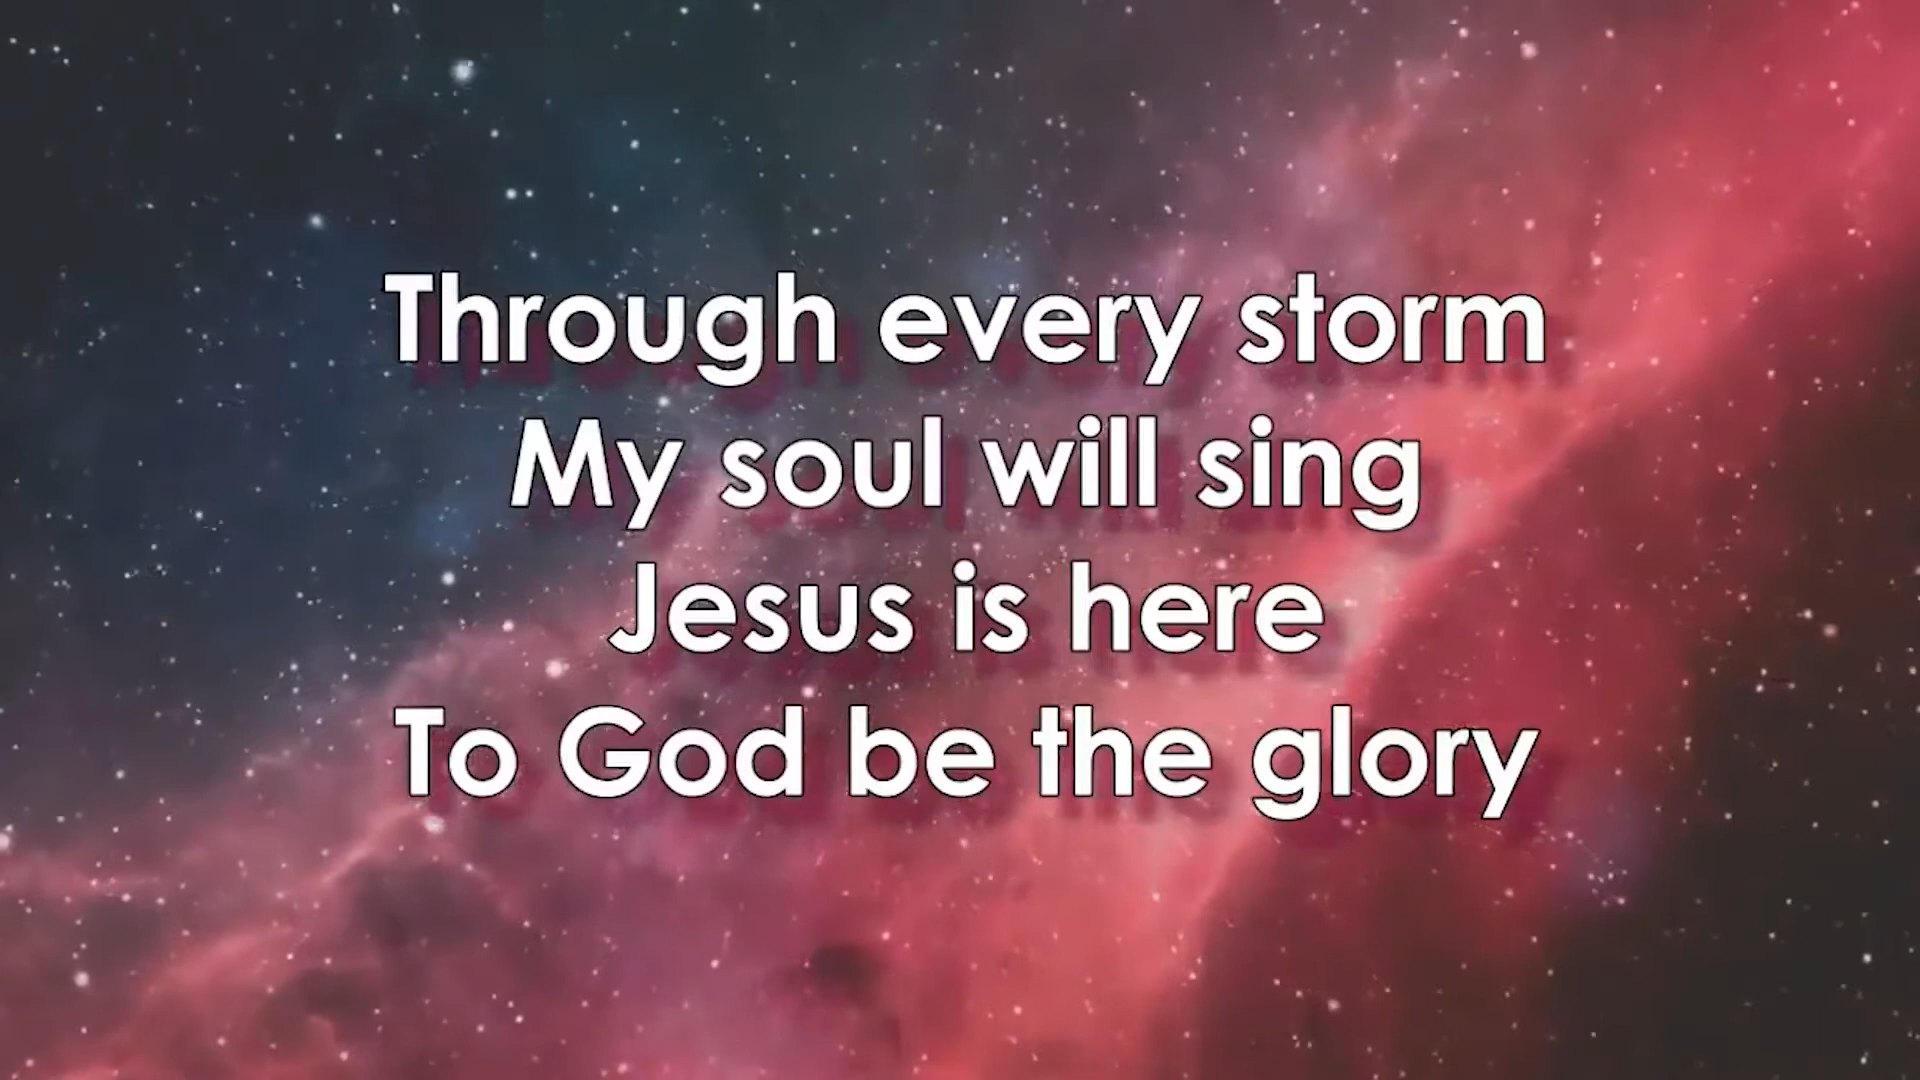 Through every storm
My soul will sing
Jesus is here
To God be the glory